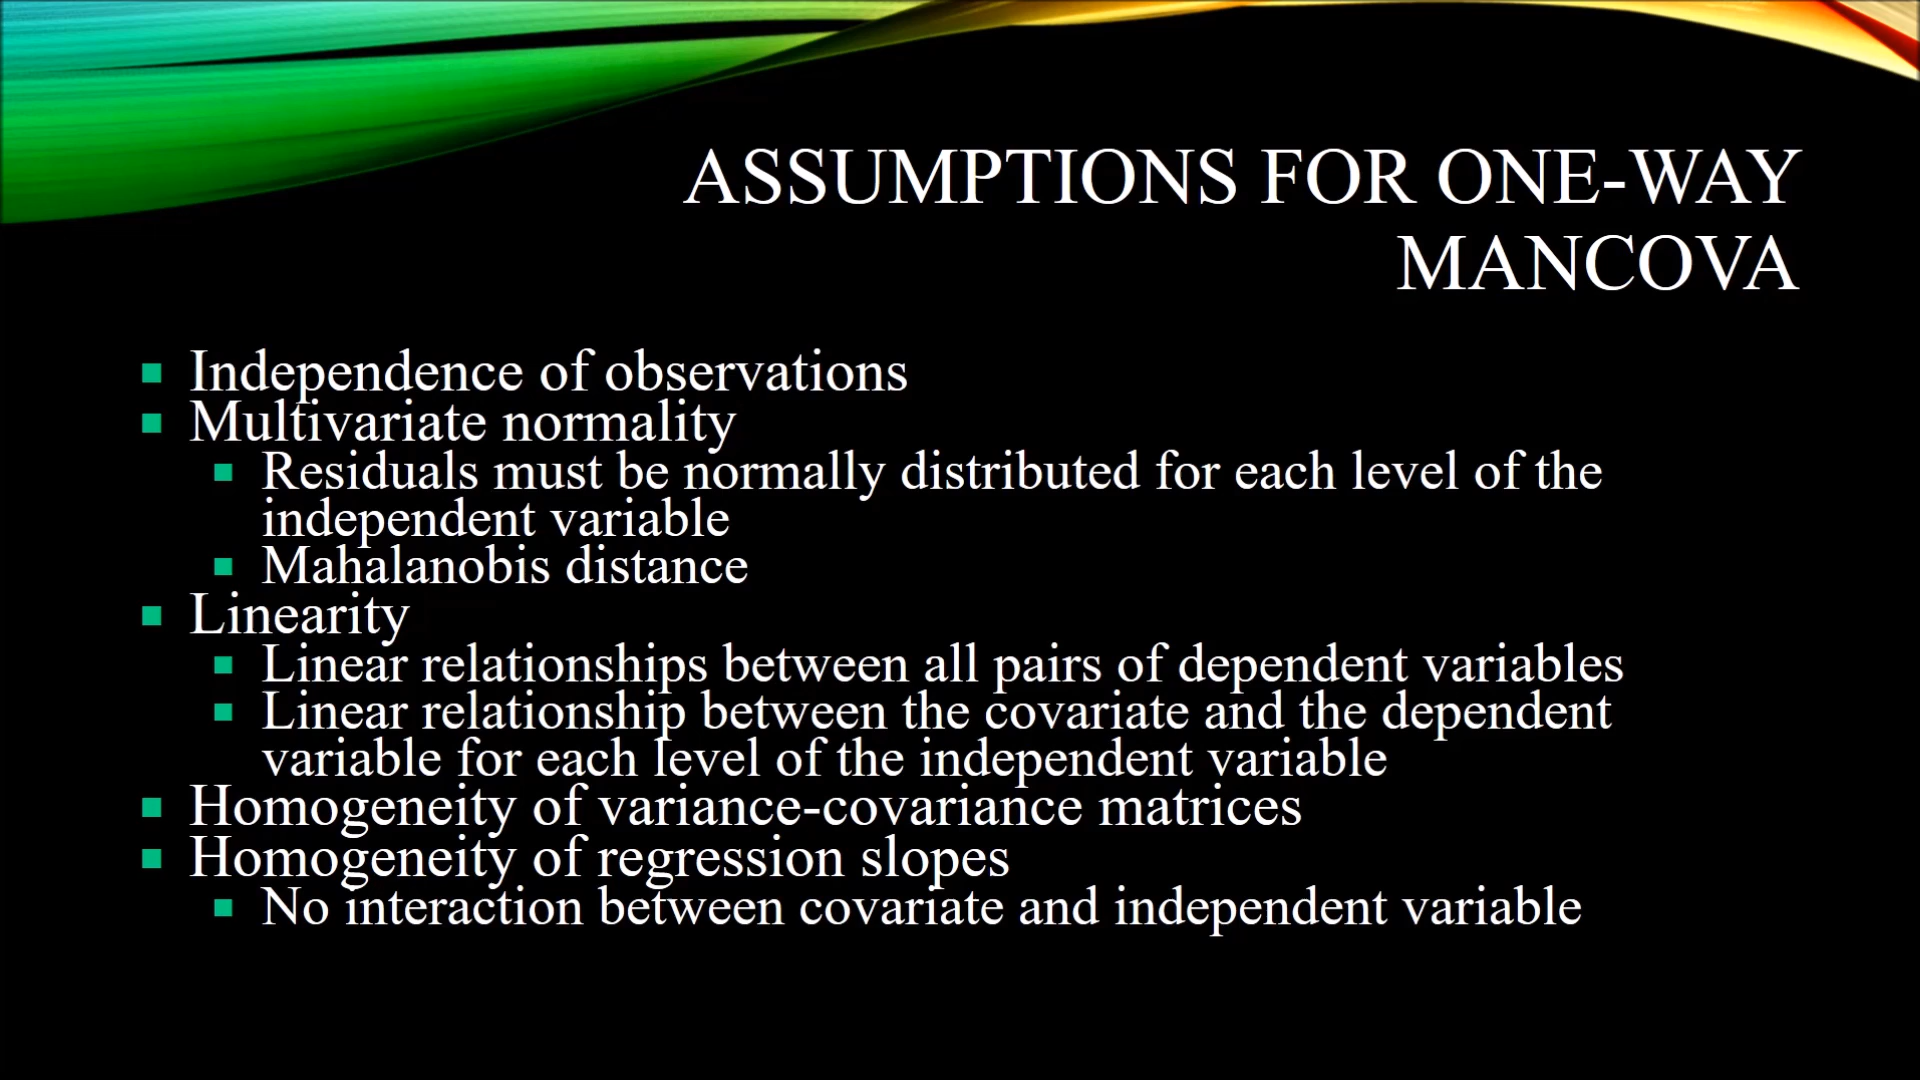 ASSUMPTIONS FOR ONE-WAY
MANCOVA
Independence of observations
Multivariate normality
Residuals must be normally distributed for each level of the
independent variable
Mahalanobis distance
Linearity
Linear relationships between all pairs of dependent variables
Linear relationship between the covariate and the dependent
variable for each level of the independent variable
Homogeneity of variance-covariance matrices
Homogeneity of regression slopes
No interaction between covariate and independent variable